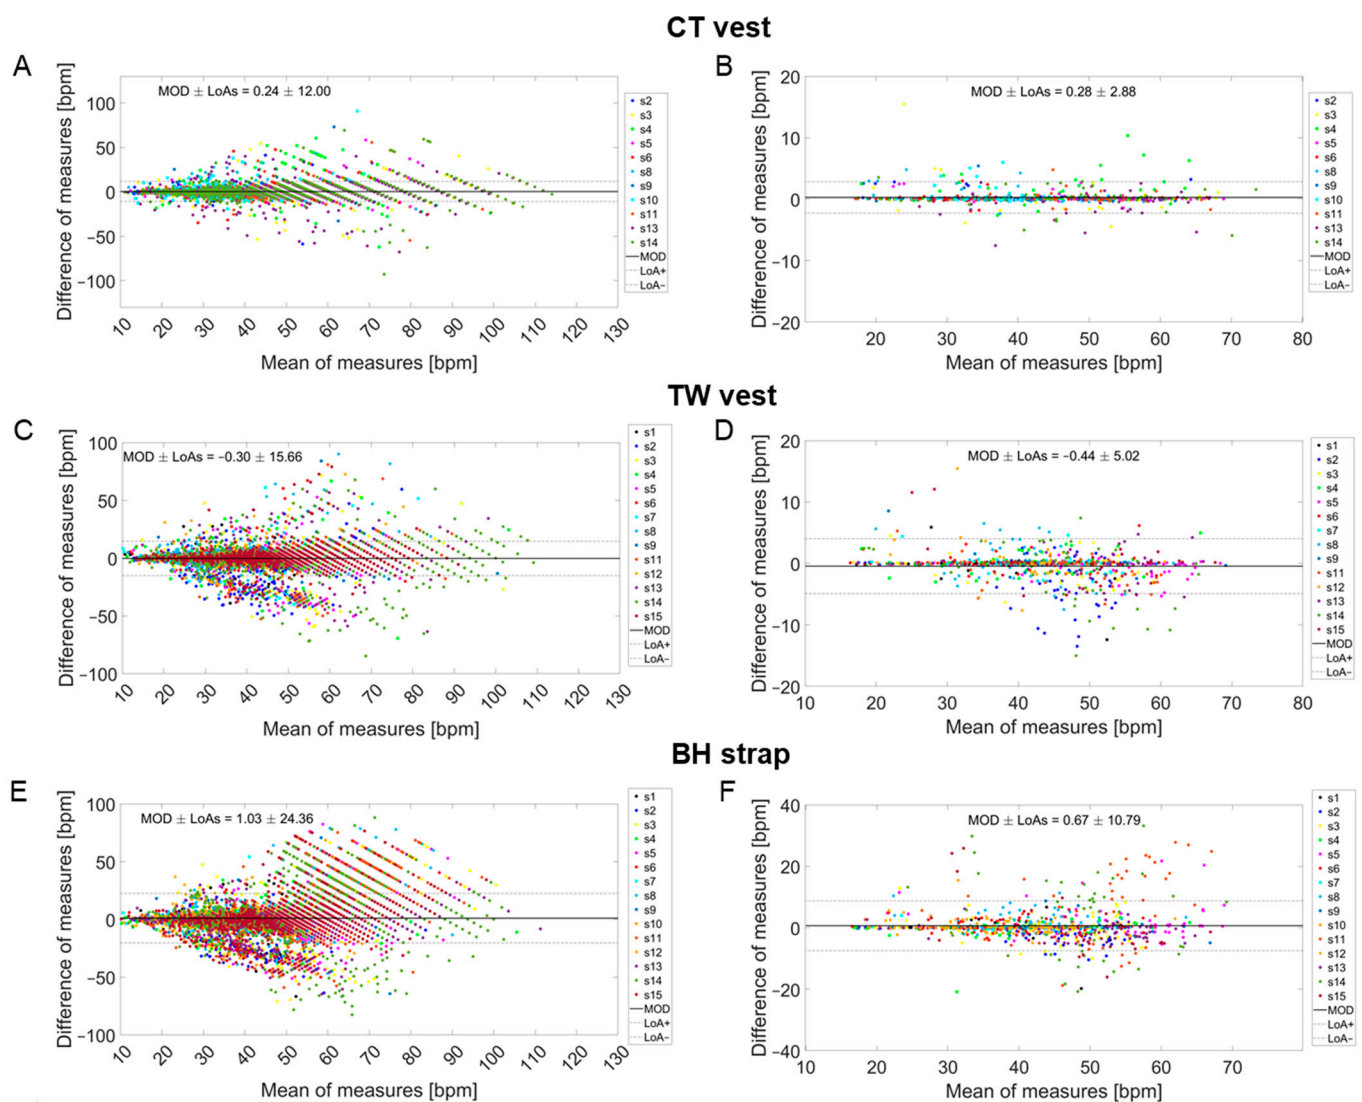 CT vest
A
Difference of measures [bpm]
100
50
0
−50
−100
MOD ± LoAs = 0.24 ± 12.00
10 20 30 40 50 60 70 80 90 100 110 120 130
Mean of measures [bpm]
s2
s3
s4
s5
s6
s8
s9
s10
s11
s13
s14
MOD
LoA+
LoA−
B
Difference of measures [bpm]
20
10
0
−10
−20
MOD ± LoAs = 0.28 ± 2.88
20 30 40 50 60 70 80
Mean of measures [bpm]
s2
s3
s4
s5
s6
s8
s9
s10
s11
s13
s14
MOD
LoA+
LoA−
TW vest
C
Difference of measures [bpm]
100
50
0
−50
−100
MOD ± LoAs = −0.30 ± 15.66
10 20 30 40 50 60 70 80 90 100 110 120 130
Mean of measures [bpm]
s1
s2
s3
s4
s5
s6
s7
s8
s9
s11
s12
s13
s14
s15
MOD
LoA+
LoA−
D
Difference of measures [bpm]
20
10
0
−10
−20
MOD ± LoAs = −0.44 ± 5.02
10 20 30 40 50 60 70 80
Mean of measures [bpm]
s1
s2
s3
s4
s5
s6
s7
s8
s9
s11
s12
s13
s14
s15
MOD
LoA+
LoA−
BH strap
E
Difference of measures [bpm]
100
50
0
−50
−100
MOD ± LoAs = 1.03 ± 24.36
10 20 30 40 50 60 70 80 90 100 110 120 130
Mean of measures [bpm]
s1
s2
s3
s4
s5
s6
s7
s8
s9
s10
s11
s12
s13
s14
s15
MOD
LoA+
LoA−
F
Difference of measures [bpm]
40
20
0
−20
−40
MOD ± LoAs = 0.67 ± 10.79
10 20 30 40 50 60 70
Mean of measures [bpm]
s1
s2
s3
s4
s5
s6
s7
s8
s9
s10
s11
s12
s13
s14
s15
MOD
LoA+
LoA−